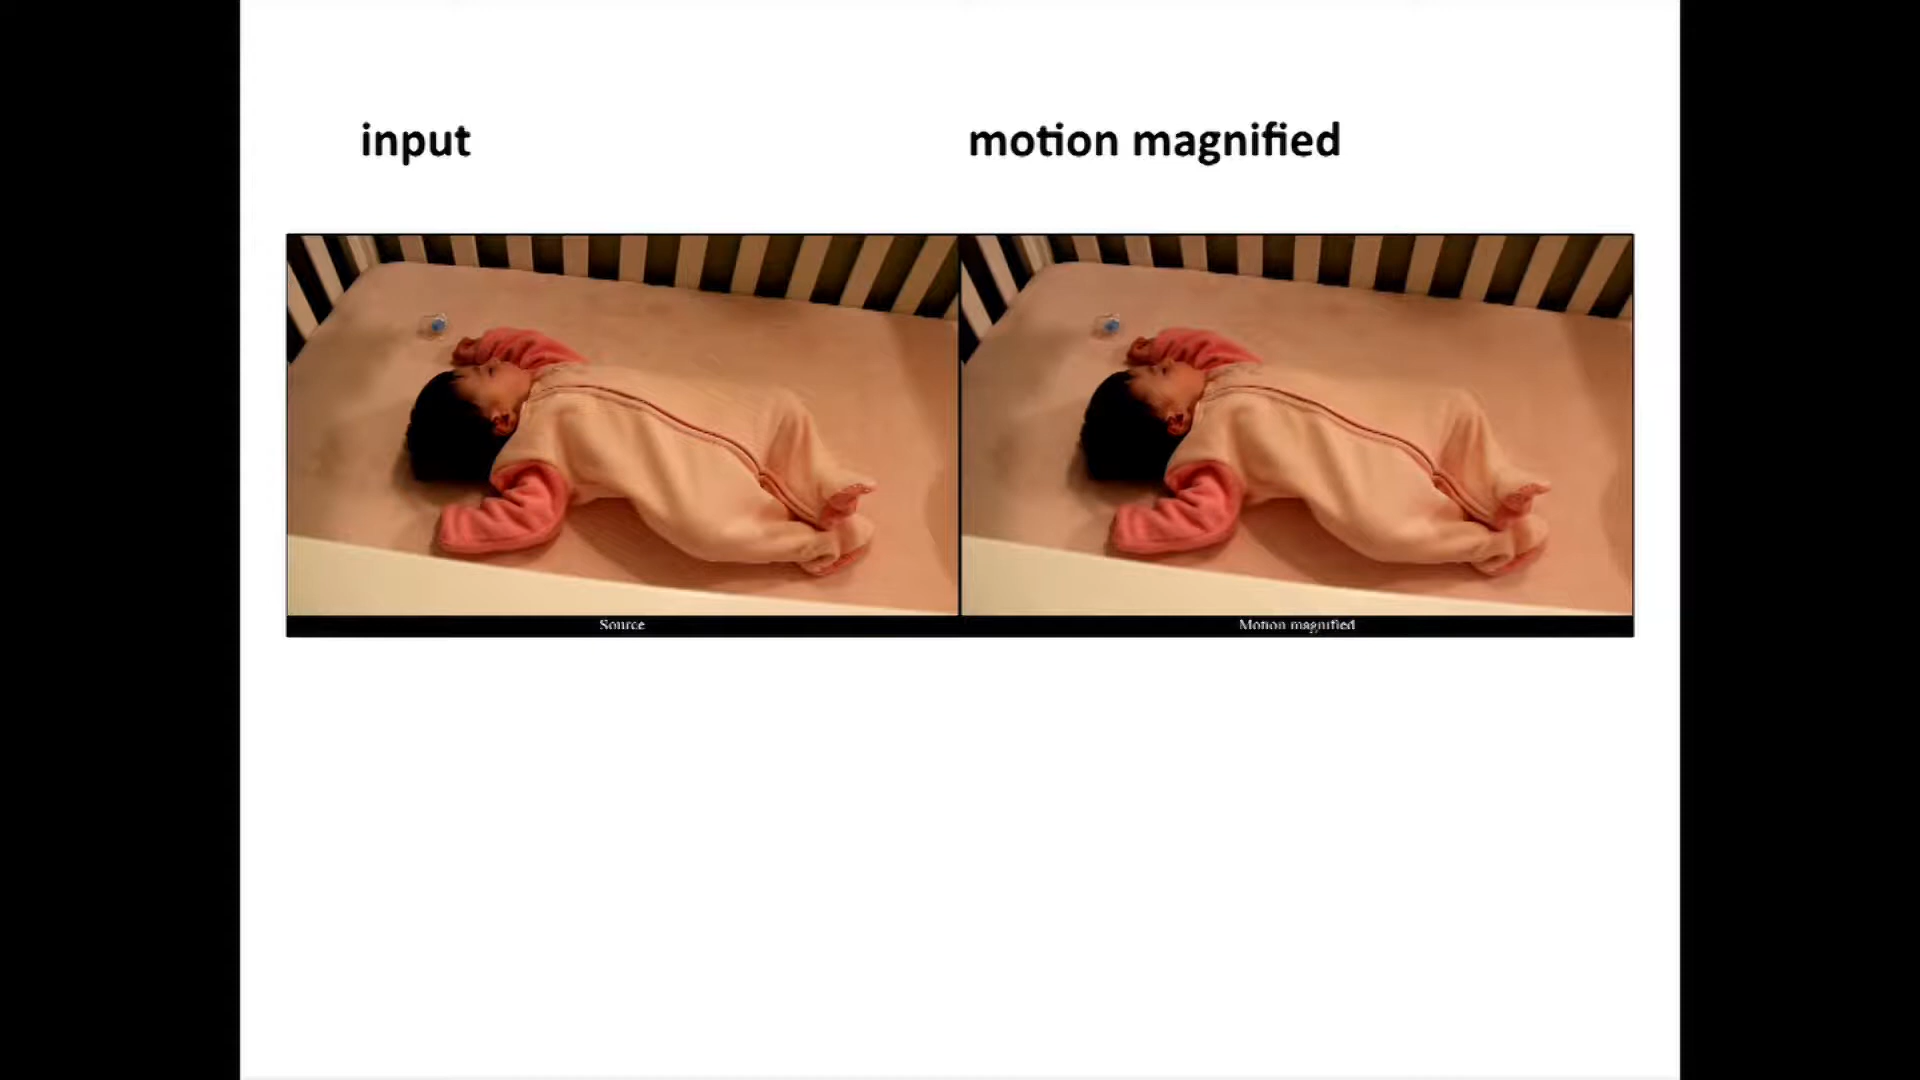 input
motion magnified
Source
Motion magnified